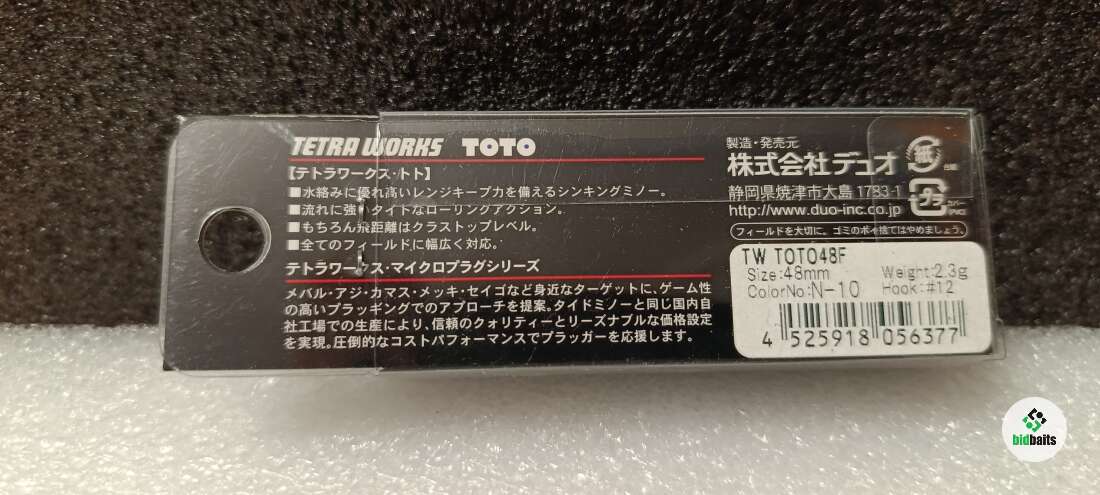 TETRA WORKS TOTO
【テトラワークス・トト】
■水絡みに優れ高いレンジキープ力を備えるシンキングミノー。
■流れに強いタイトなローリングアクション。
■もちろん飛距離はクラストップレベル。
■全てのフィールドに幅広く対応。
テトラワークス・マイクロプラグシリーズ
メバル・アジ・カマス・メッキ・セイゴなど身近なターゲットに、ゲーム性
の高いプラッギングでのアプローチを提案。タイドミノーと同じ国内自
社工場での生産により、信頼のクォリティーとリーズナブルな価格設定
を実現。圧倒的なコストパフォーマンスでプラッガーを応援します。
製造・発売元
株式会社デュオ
静岡県焼津市大島 1783-1
http://www.duo-inc.co.jp
フィールドを大切に。ゴミのポイ捨てはやめましょう。
紙
プラ
カバー
(PVC)
TW TOTO48F
Size:48mm Weight:2.3g
ColorNo:N-10 Hook:#12
4 525918 056377
bidbaits